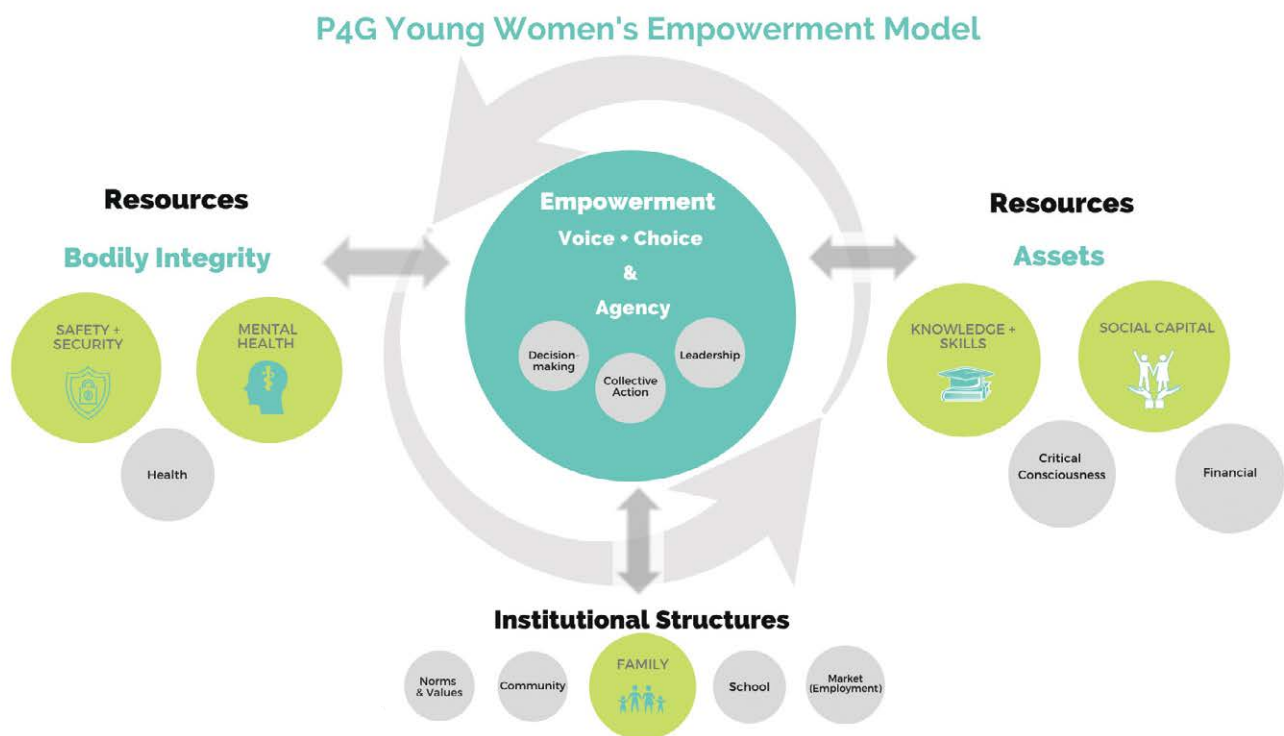 P4G Young Women's Empowerment Model
Resources
Bodily Integrity
SAFETY +
SECURITY
MENTAL
HEALTH
Health
Empowerment
Voice + Choice
&
Agency
Decision-
making
Collective
Action
Leadership
Resources
Assets
KNOWLEDGE +
SKILLS
SOCIAL CAPITAL
Critical
Consciousness
Financial
Institutional Structures
Norms
& Values
Community
FAMILY
School
Market
(Employment)